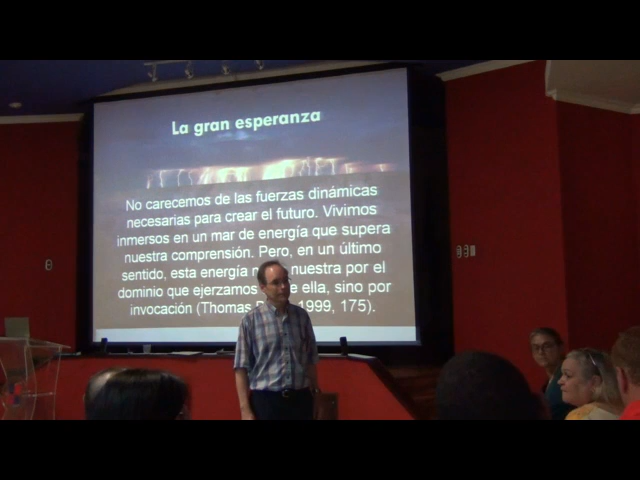 La gran esperanza
No carecemos de las fuerzas dinámicas
necesarias para crear el futuro. Vivimos
inmersos en un mar de energía que supera
nuestra comprensión. Pero, en un último
sentido, esta energía nuestra por el
dominio que ejerzamos ella, sino por
invocación (Thomas 1999, 175).